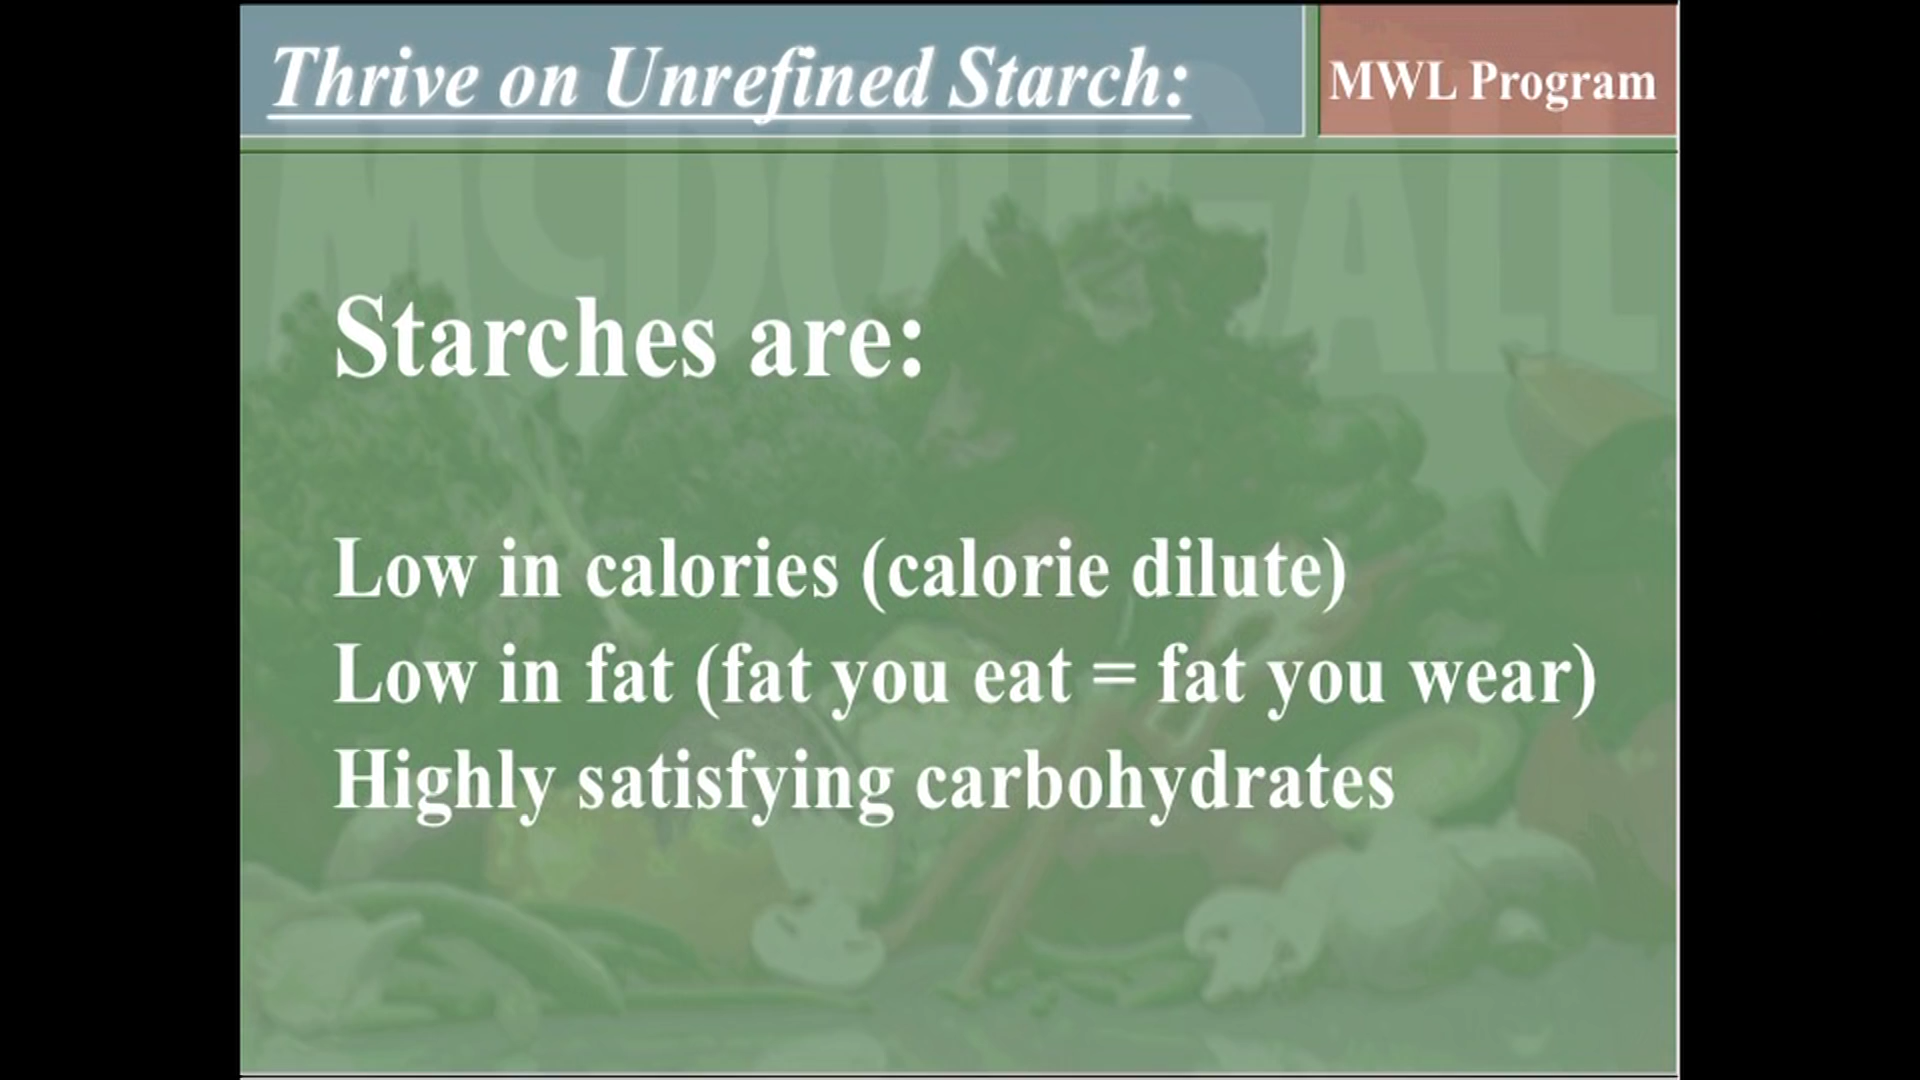 Thrive on Unrefined Starch:
MWL Program
McDOUGALL
Starches are:
Low in calories (calorie dilute)
Low in fat (fat you eat = fat you wear)
Highly satisfying carbohydrates